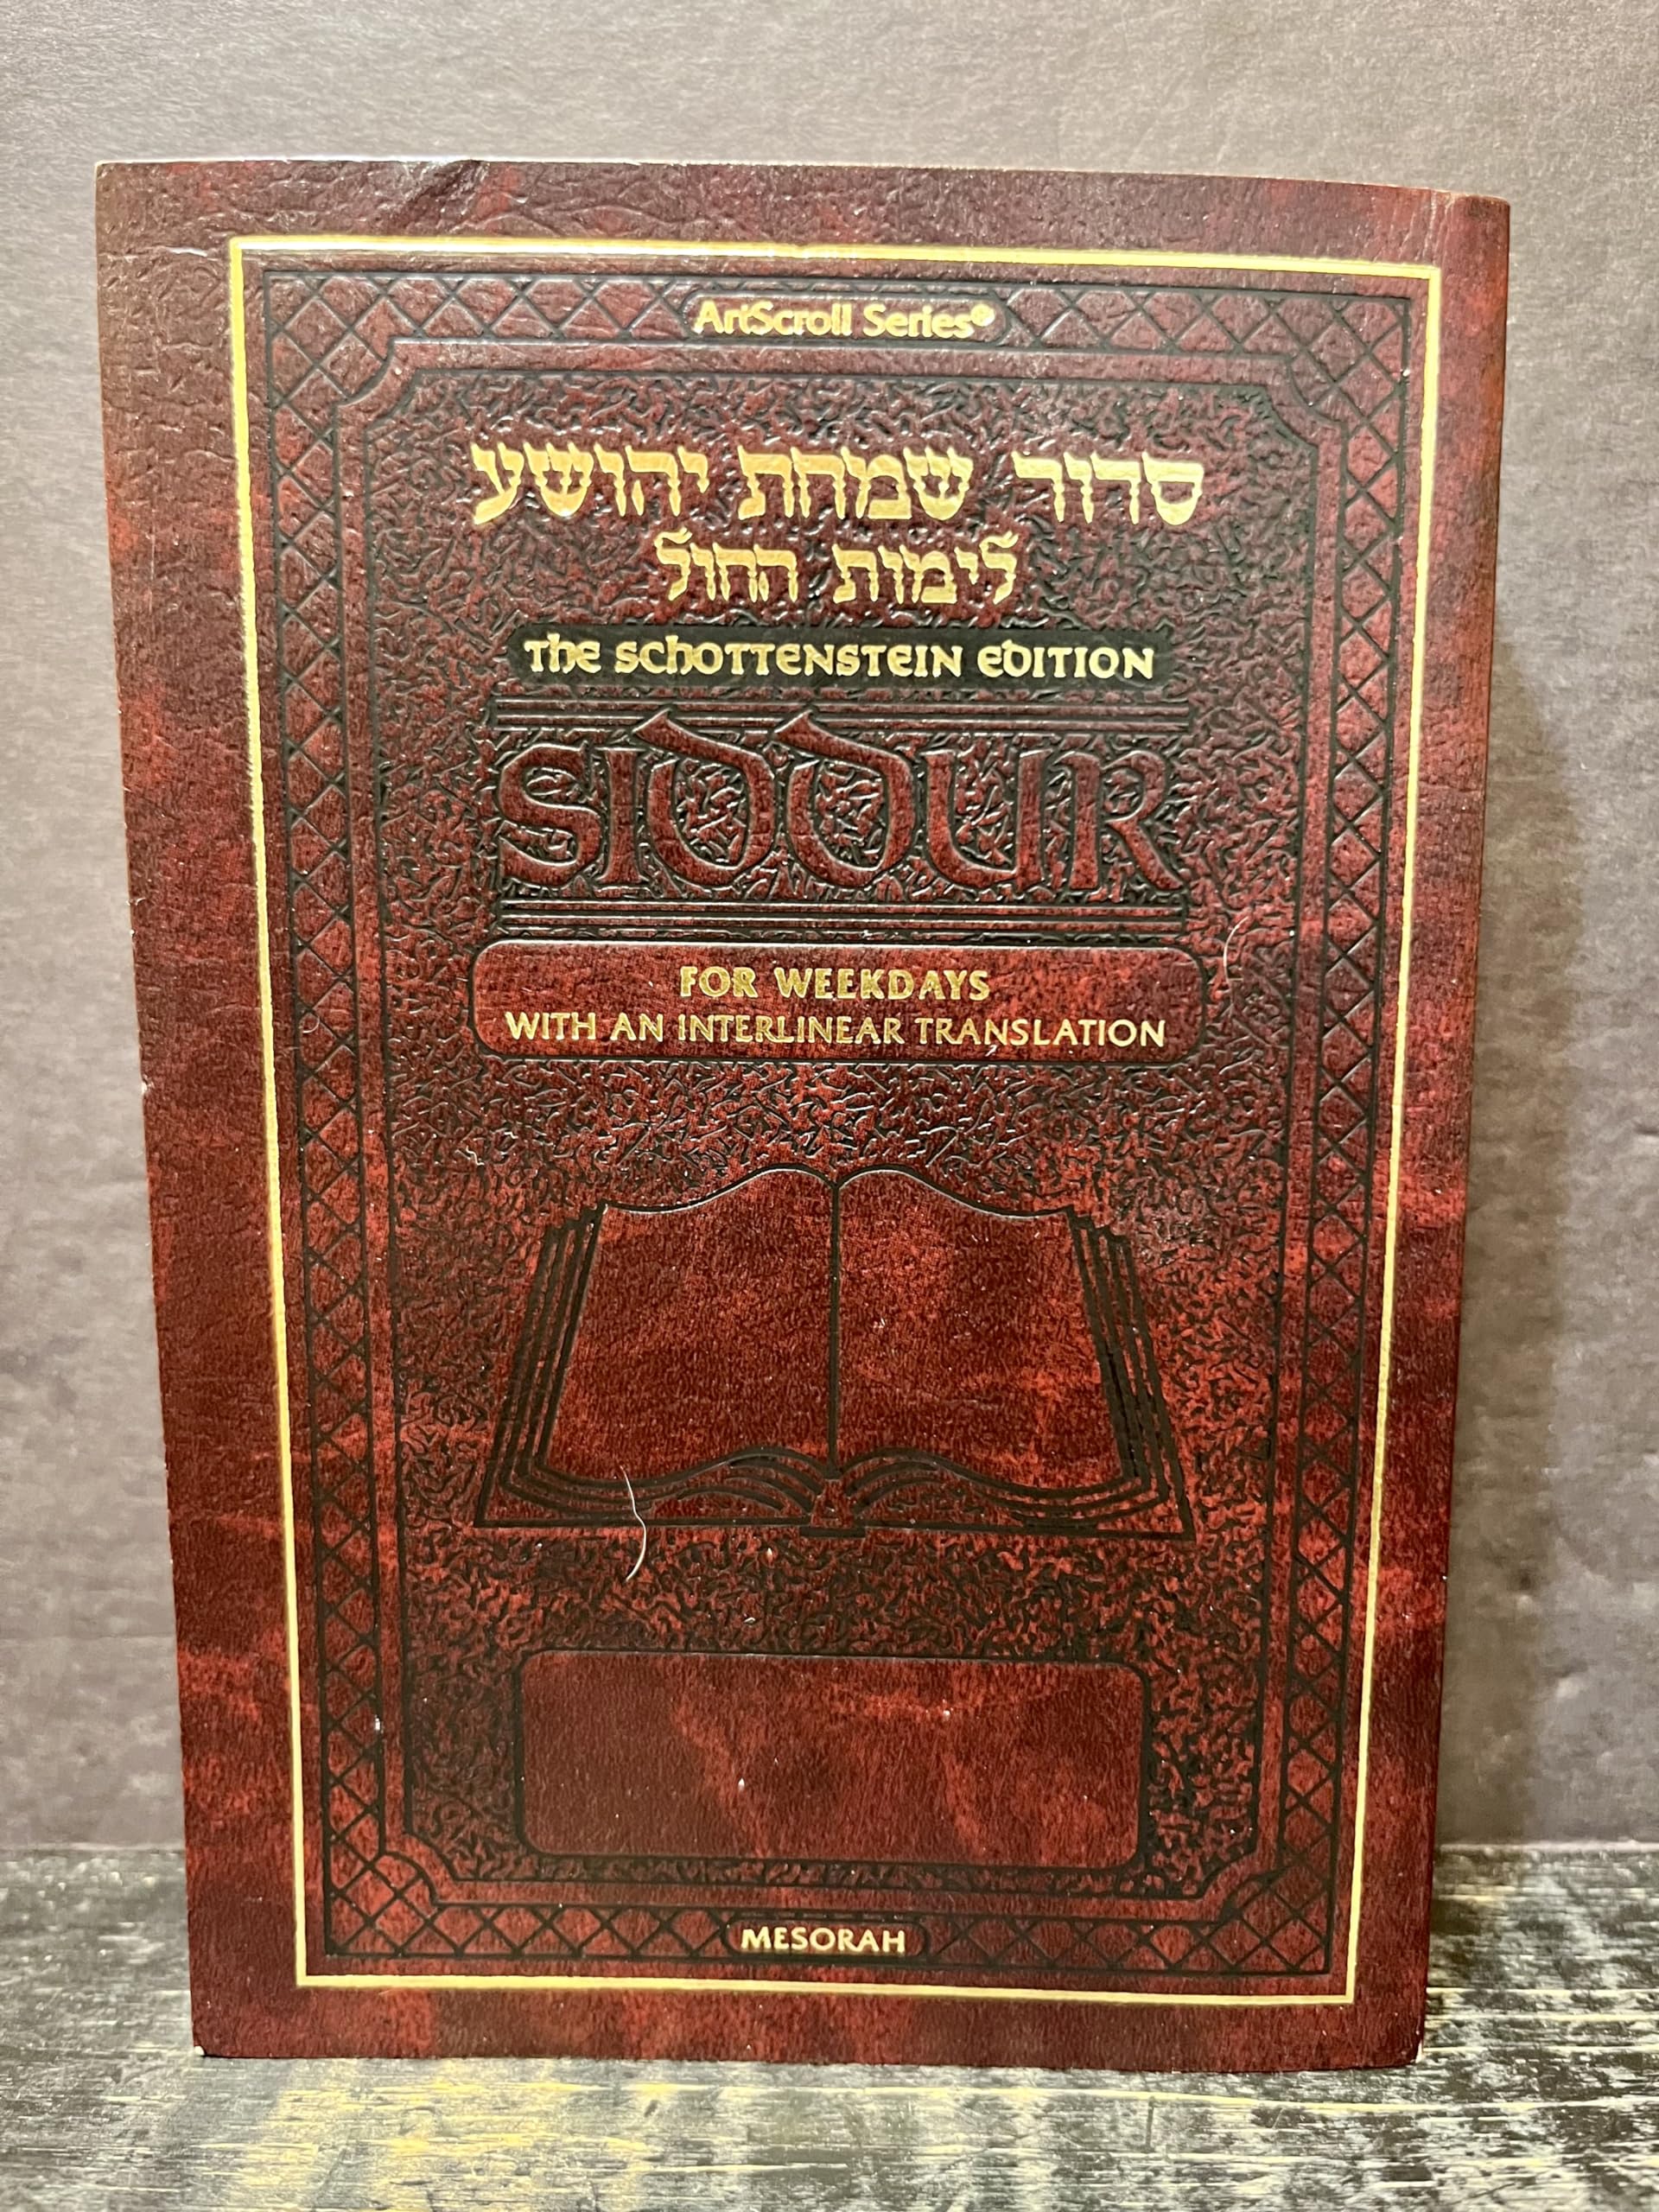 ArtScroll Series®
סדור שמחת יהושע
לימות החול
The Schottenstein Edition
SIDDUR
FOR WEEKDAYS
WITH AN INTERLINEAR TRANSLATION
MESORAH